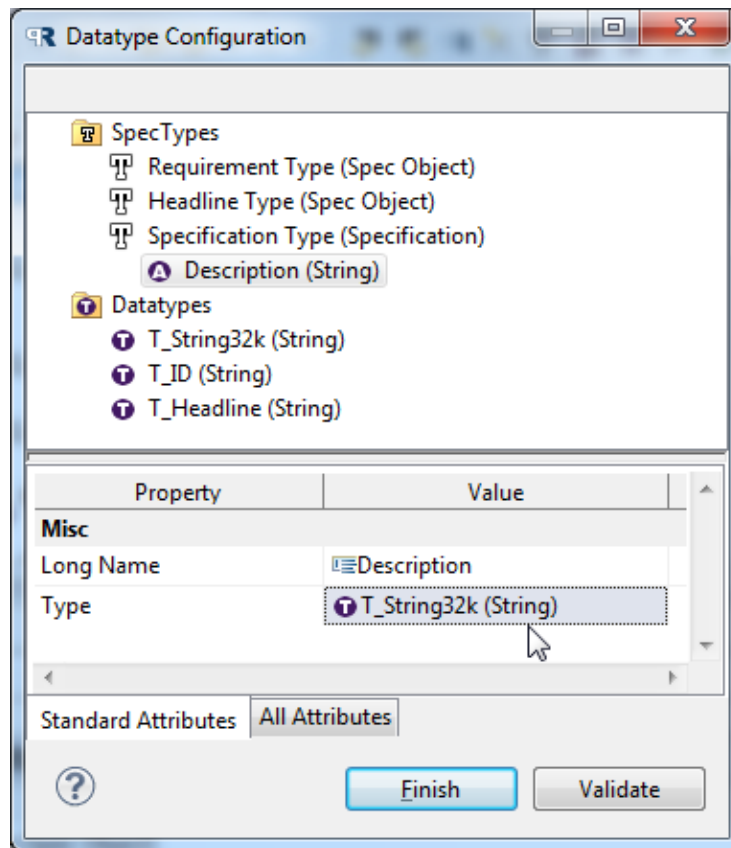 Datatype Configuration
SpecTypes
Requirement Type (Spec Object)
Headline Type (Spec Object)
Specification Type (Specification)
Description (String)
Datatypes
T_String32k (String)
T_ID (String)
T_Headline (String)
Property Value
Misc
Long Name Description
Type T_String32k (String)
Standard Attributes All Attributes
Finish Validate